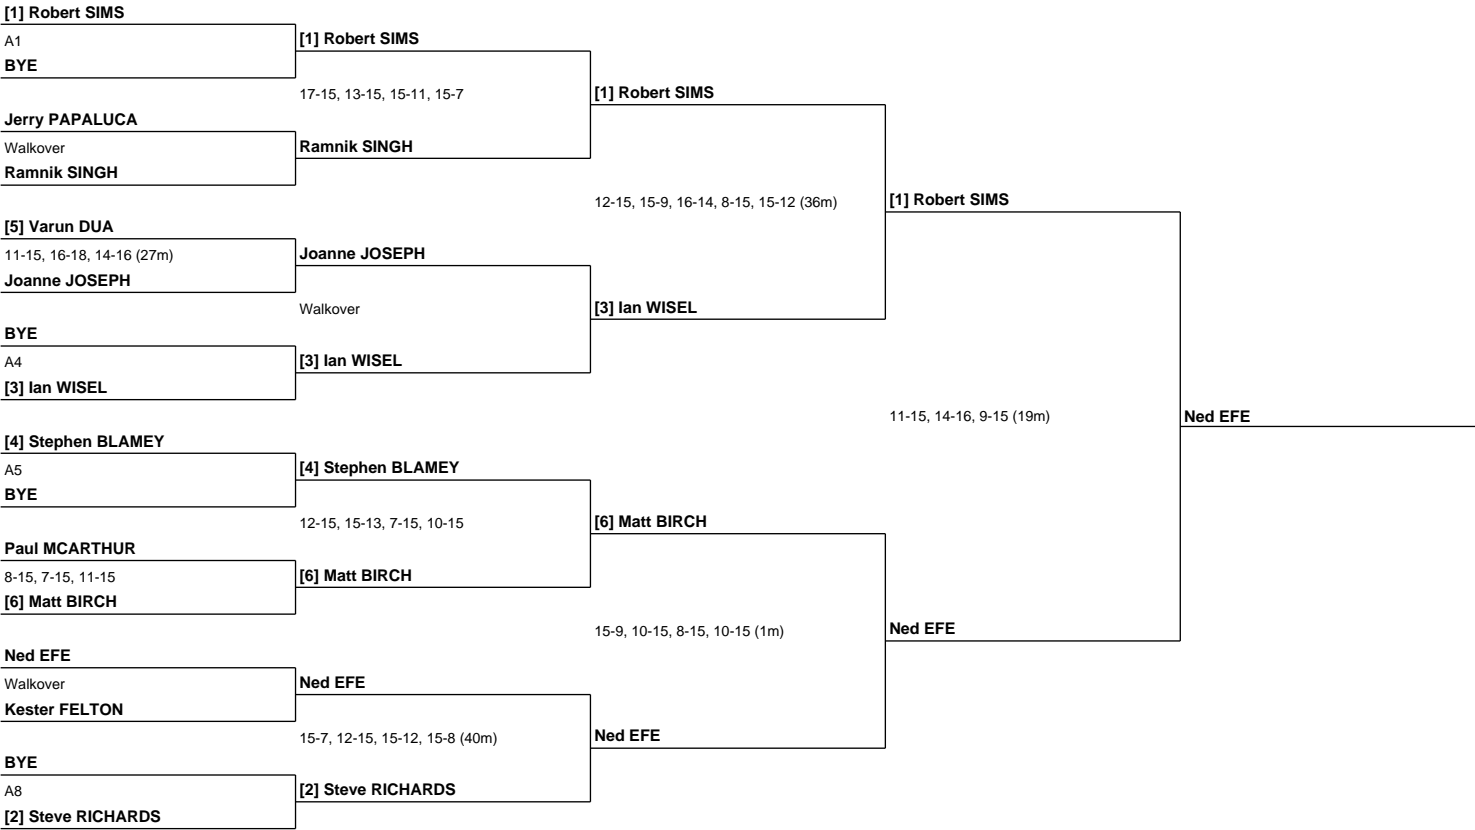 [1] Robert SIMS
A1
BYE
Jerry PAPALUCA
Walkover
Ramnik SINGH
[5] Varun DUA
11-15, 16-18, 14-16 (27m)
Joanne JOSEPH
BYE
A4
[3] Ian WISEL
[4] Stephen BLAMEY
A5
BYE
Paul MCARTHUR
8-15, 7-15, 11-15
[6] Matt BIRCH
Ned EFE
Walkover
Kester FELTON
BYE
A8
[2] Steve RICHARDS
[1] Robert SIMS
17-15, 13-15, 15-11, 15-7
Ramnik SINGH
Joanne JOSEPH
Walkover
[3] Ian WISEL
[4] Stephen BLAMEY
12-15, 15-13, 7-15, 10-15
[6] Matt BIRCH
Ned EFE
15-7, 12-15, 15-12, 15-8 (40m)
[2] Steve RICHARDS
[1] Robert SIMS
12-15, 15-9, 16-14, 8-15, 15-12 (36m)
[3] Ian WISEL
[6] Matt BIRCH
15-9, 10-15, 8-15, 10-15 (1m)
Ned EFE
[1] Robert SIMS
11-15, 14-16, 9-15 (19m)
Ned EFE
Ned EFE